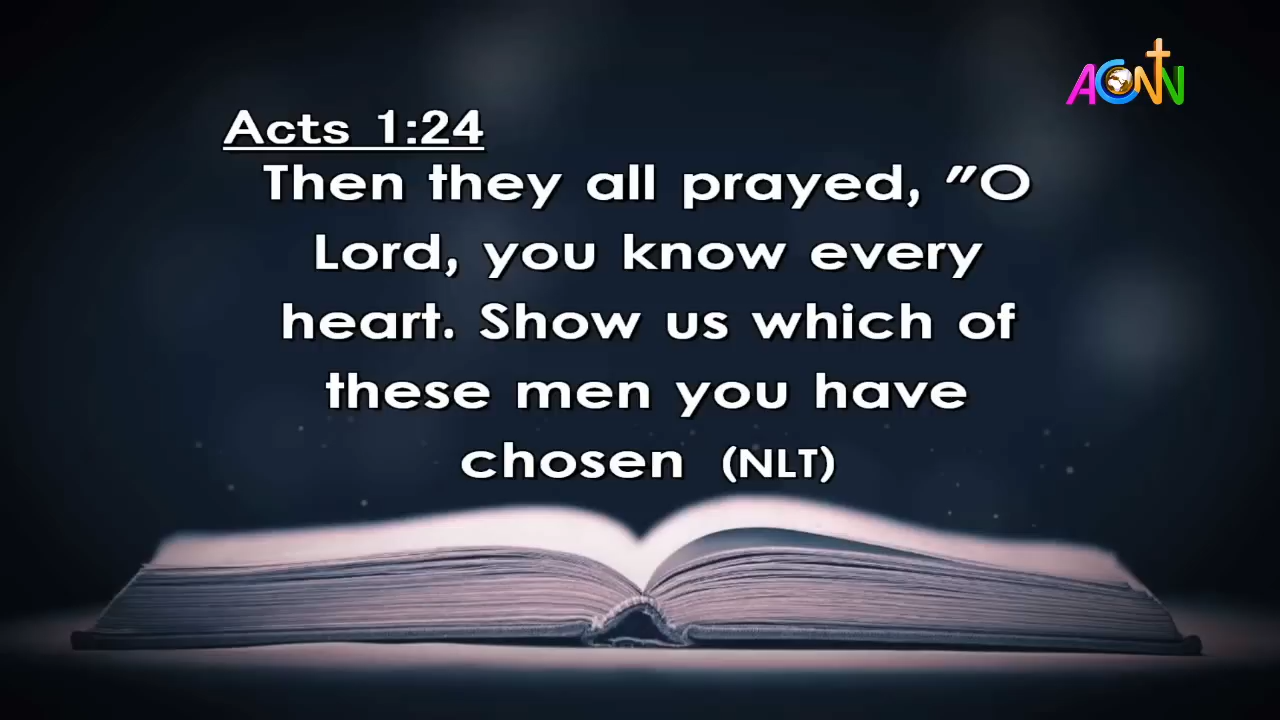 ACNN
Acts 1:24
Then they all prayed, "O
Lord, you know every
heart. Show us which of
these men you have
chosen (NLT)